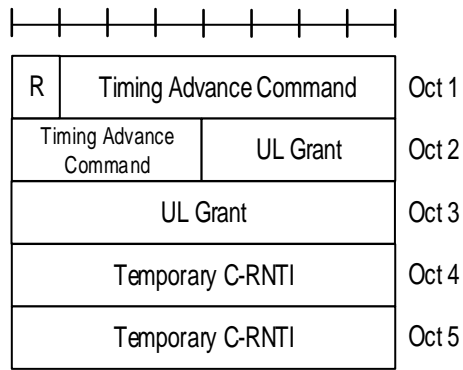 R Timing Advance Command Oct 1
Timing Advance
Command UL Grant Oct 2
UL Grant Oct 3
Temporary C-RNTI Oct 4
Temporary C-RNTI Oct 5